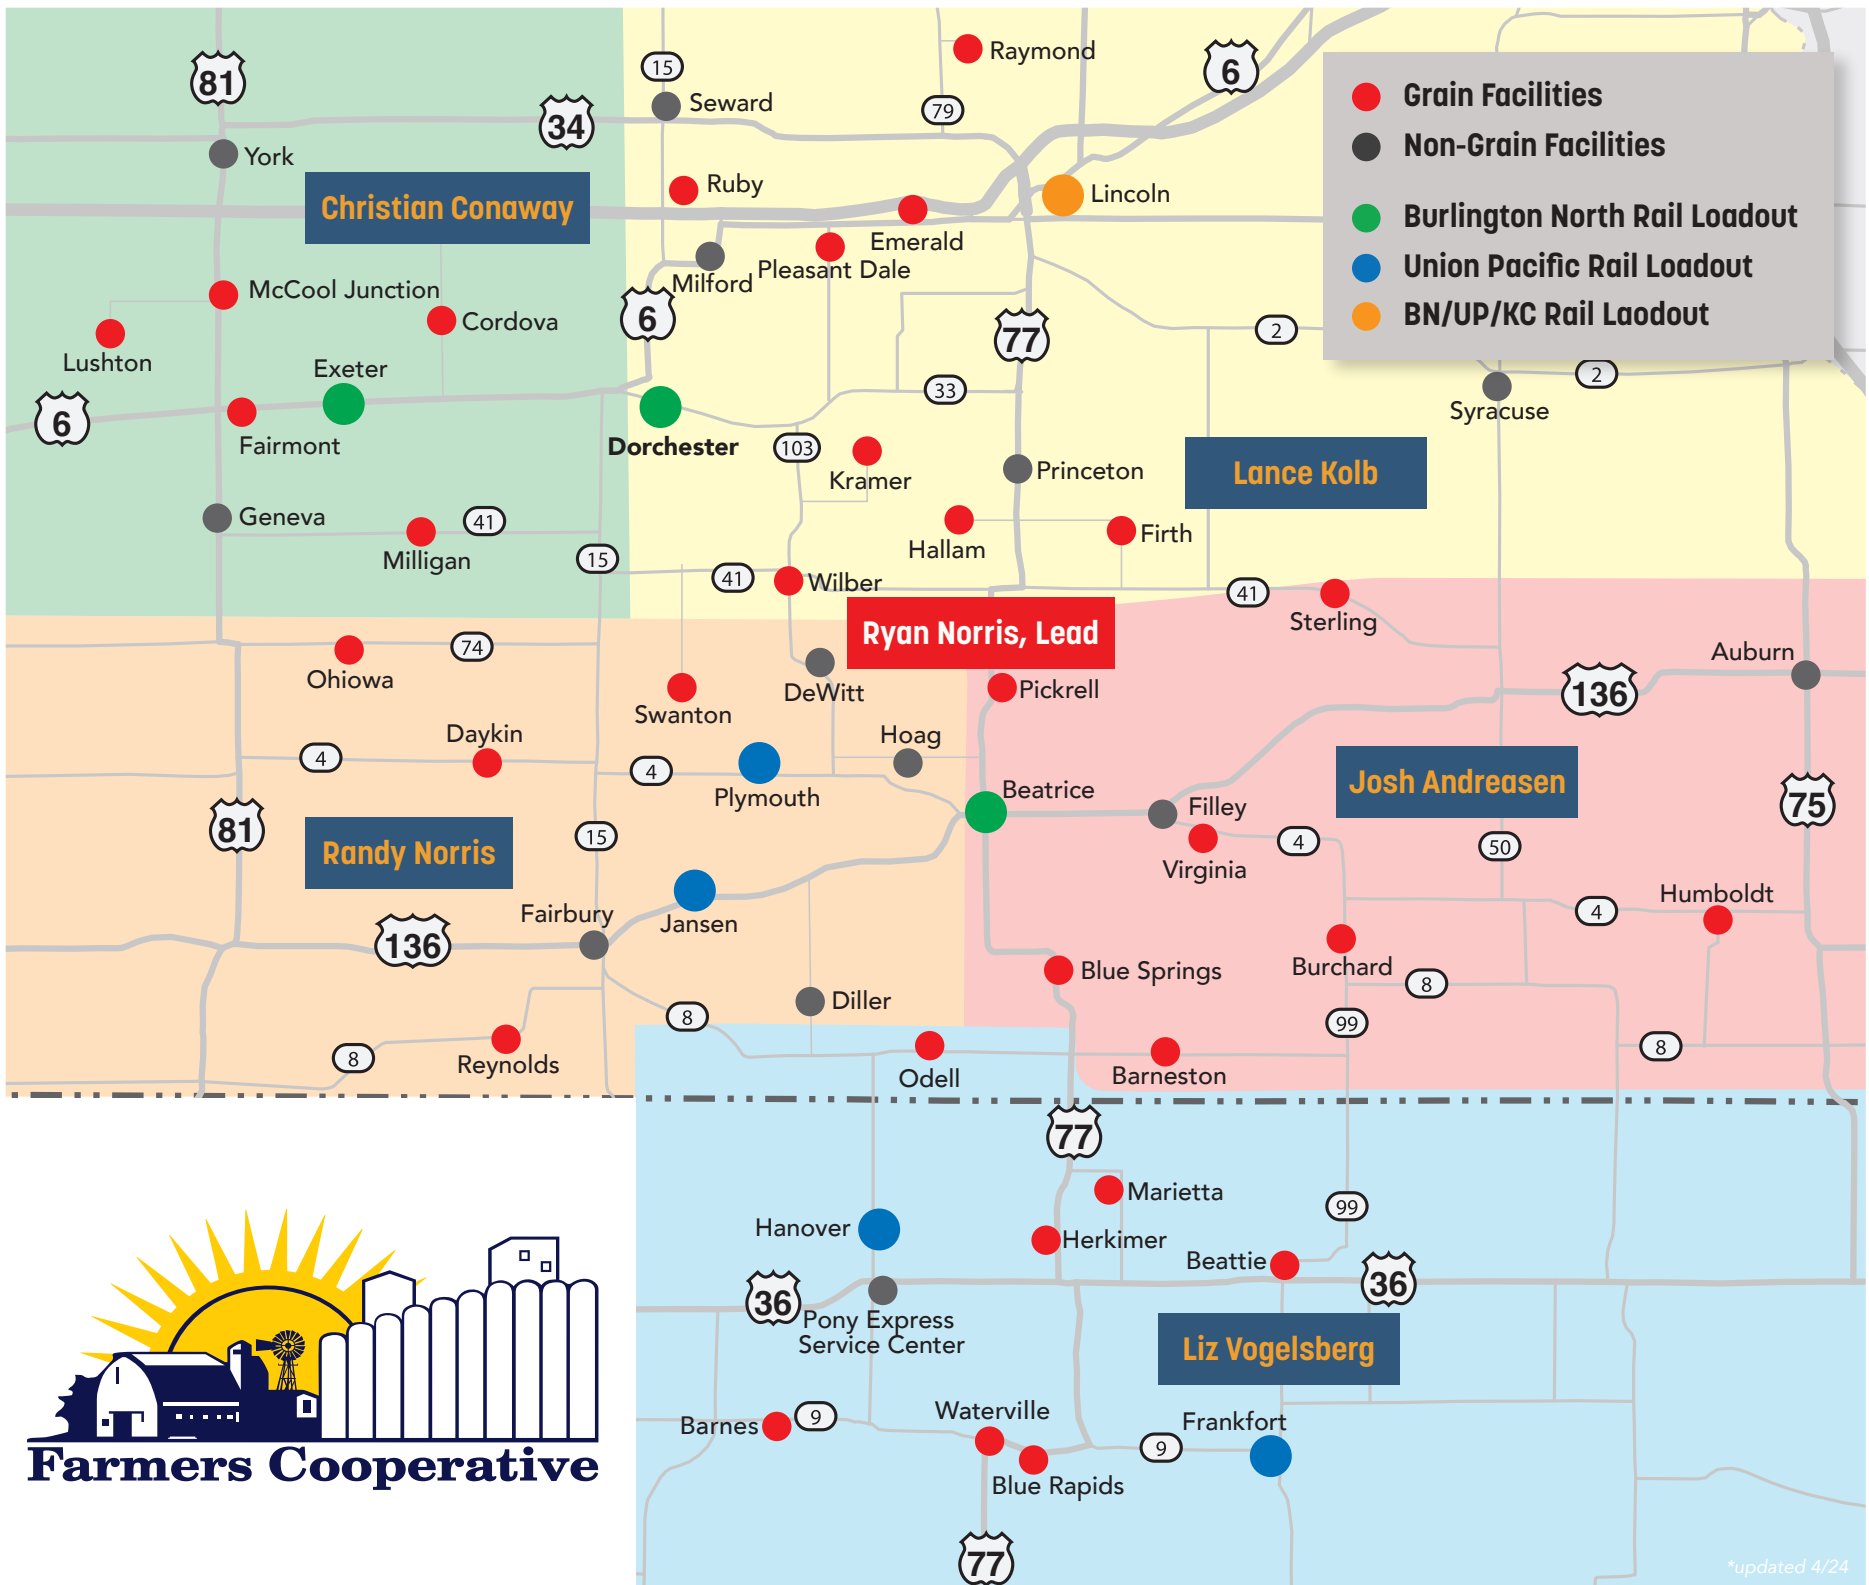 Raymond
81
15
6
Grain Facilities
Seward
79
34
Non-Grain Facilities
York
Ruby
Lincoln
Christian Conaway
Burlington North Rail Loadout
Emerald
Pleasant Dale
Milford
Union Pacific Rail Loadout
McCool Junction
BN/UP/KC Rail Laodout
Cordova
6
77
2
Lushton
Exeter
2
33
6
Syracuse
Fairmont
Dorchester
103
Kramer
Princeton
Lance Kolb
Geneva
41
Hallam
Firth
Milligan
15
41
Wilber
41
Sterling
Ryan Norris, Lead
74
Auburn
Ohiowa
DeWitt
Pickrell
136
Swanton
Daykin
Hoag
4
4
Plymouth
Beatrice
Josh Andreasen
75
Filley
81
15
4
50
Randy Norris
Virginia
Humboldt
Fairbury
Jansen
4
136
Blue Springs
Burchard
8
Diller
8
99
8
Reynolds
8
Odell
Barneston
77
Marietta
99
Hanover
Herkimer
Beattie
36
36
Pony Express
Service Center
Liz Vogelsberg
Waterville
Frankfort
Barnes
9
9
Blue Rapids
Farmers Cooperative
77
*updated 4/24